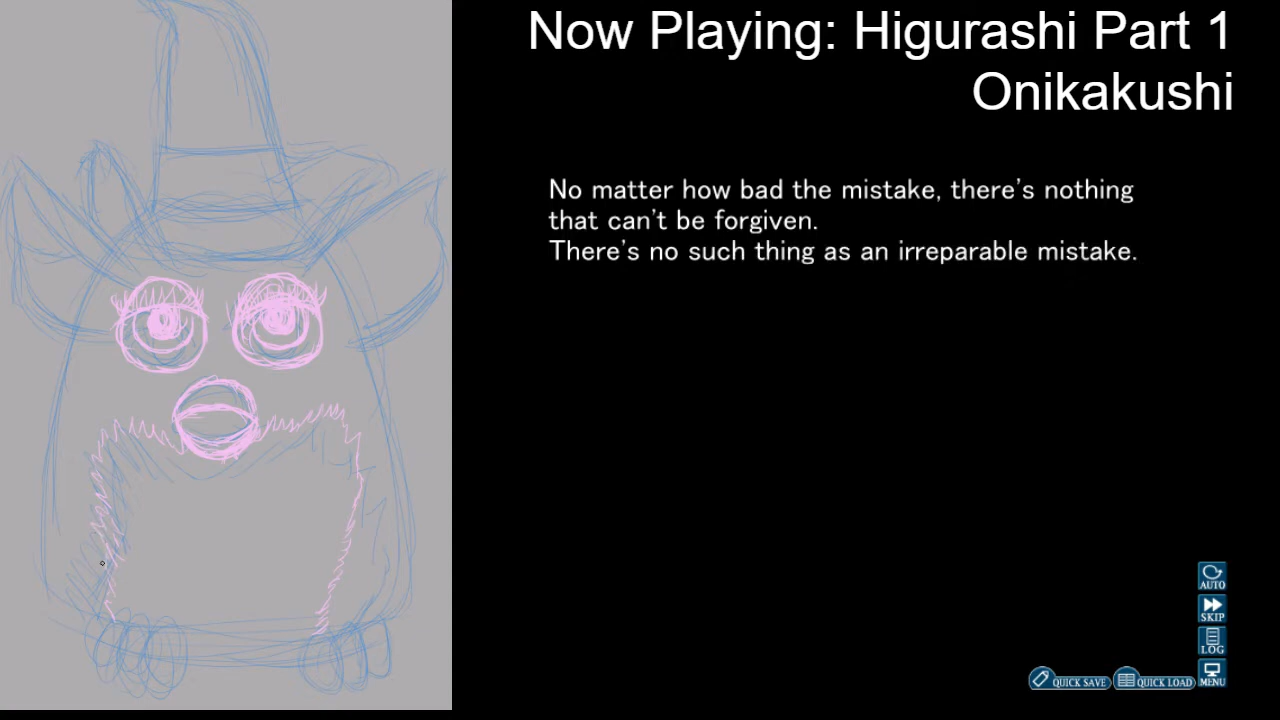 Now Playing: Higurashi Part 1
Onikakushi
No matter how bad the mistake, there's nothing
that can't be forgiven.
There's no such thing as an irreparable mistake.
AUTO
SKIP
LOG
QUICK SAVE QUICK LOAD MENU